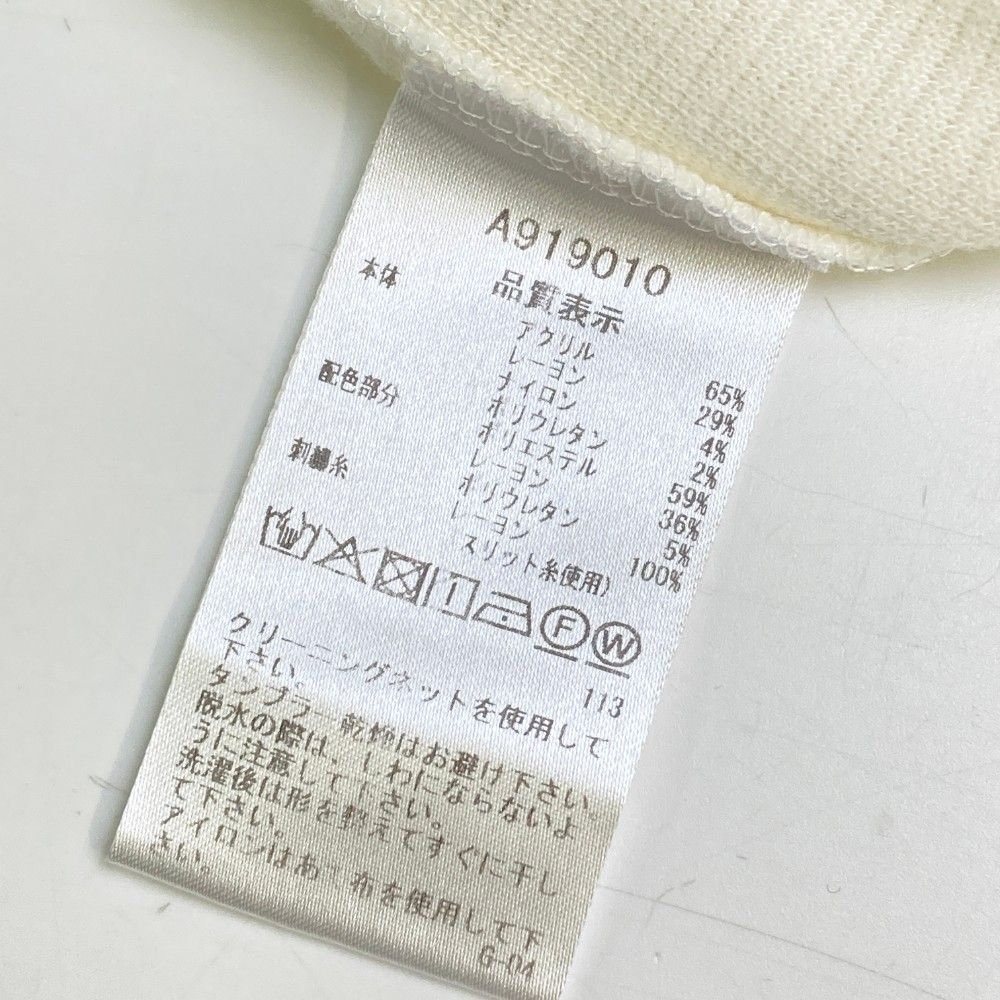 A919010
品質表示
本体 アクリル 65%
レーヨン 29%
ナイロン 4%
ポリウレタン 2%
配色部分 ポリエステル 59%
レーヨン 36%
ポリウレタン 5%
刺繍糸 レーヨン 100%
スリット糸使用)
F W
113
クリーニングネットを使用して
下さい。
タンブラー乾燥はお避け下さい。
脱水の際は、しわにならないよ
うに注意して下さい。
洗濯後は形を整えてすぐに干し
て下さい。
アイロンはあて布を使用して下
さい。
G-04